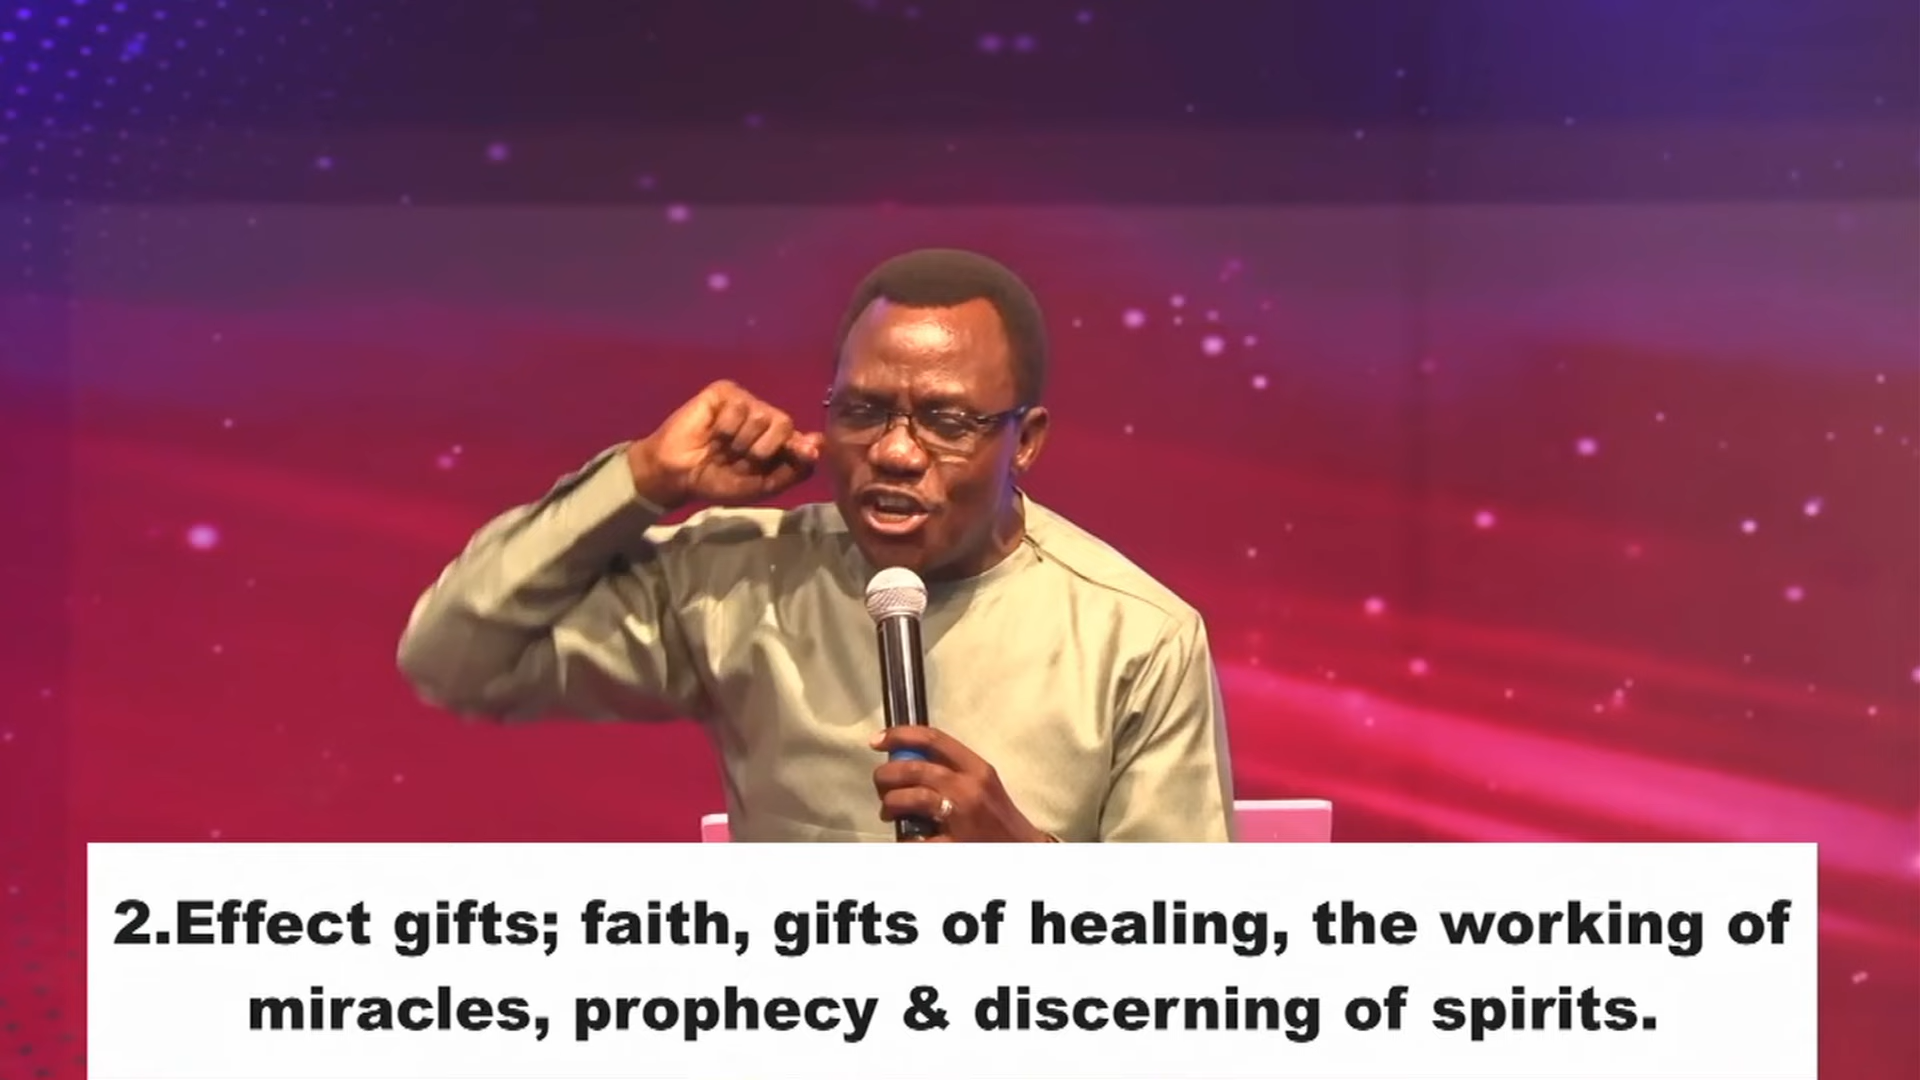 2.Effect gifts; faith, gifts of healing, the working of
miracles, prophecy & discerning of spirits.